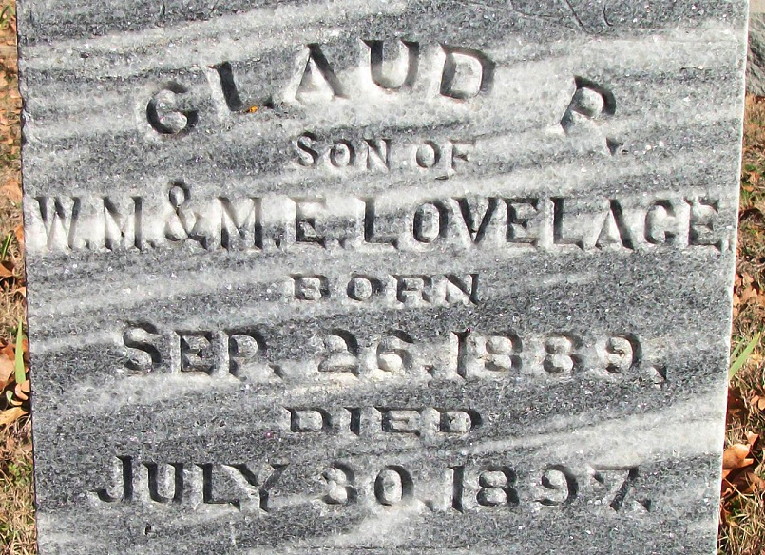 CLAUD R.
SON OF
W.M.&M.E.LOVELACE.
BORN
SEP. 26.1889,
DIED
JULY 30.1897.